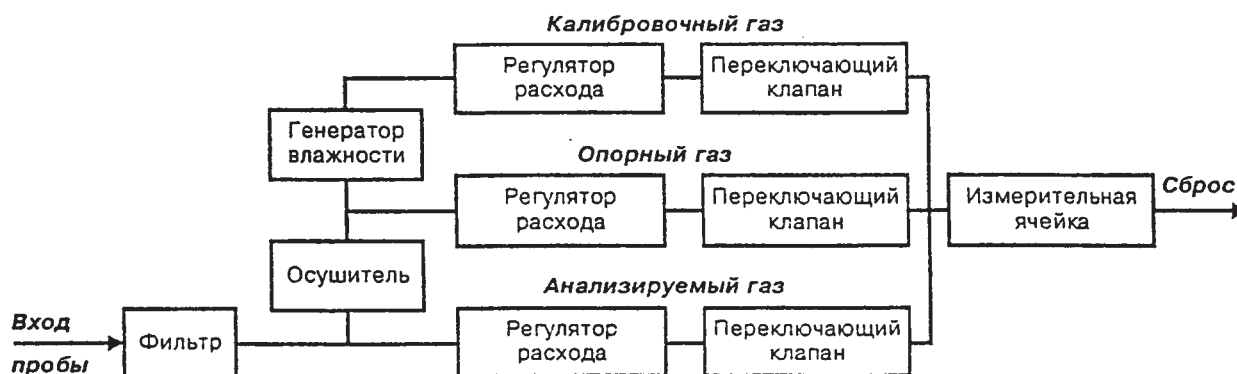 Калибровочный газ
Регулятор
расхода
Переключающий
клапан
Генератор
влажности
Опорный газ
Регулятор
расхода
Переключающий
клапан
Измерительная
ячейка
Сброс
Осушитель
Анализируемый газ
Вход
пробы
Фильтр
Регулятор
расхода
Переключающий
клапан